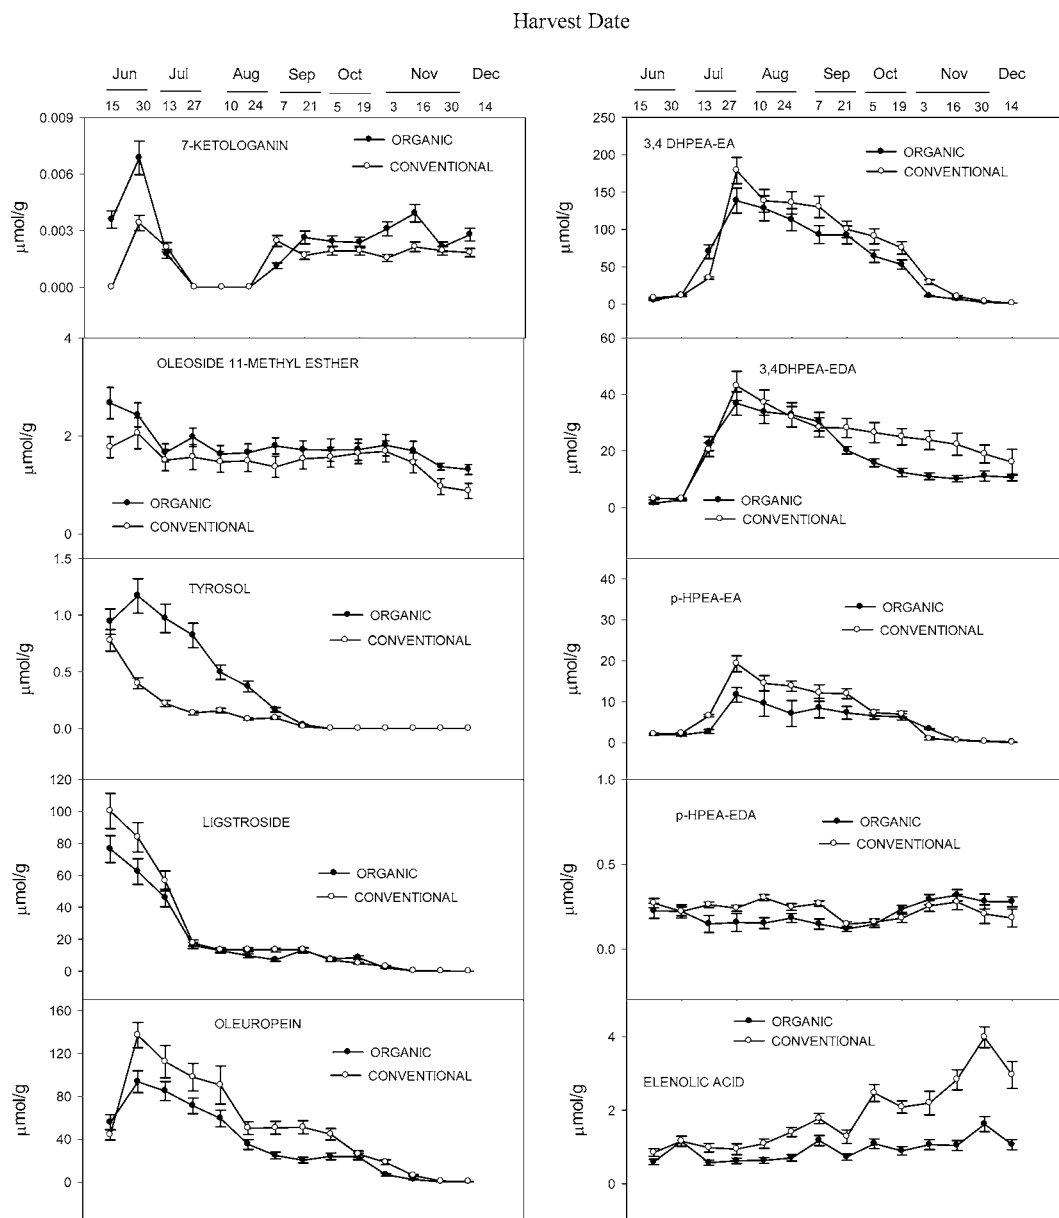 Harvest Date
Jun Jul Aug Sep Oct Nov Dec
15 30 13 27 10 24 7 21 5 19 3 16 30 14
Jun Jul Aug Sep Oct Nov Dec
15 30 13 27 10 24 7 21 5 19 3 16 30 14
7-KETOLOGANIN
ORGANIC
CONVENTIONAL
µmol/g
0.009
0.006
0.003
0.000
OLEOSIDE 11-METHYL ESTHER
ORGANIC
CONVENTIONAL
µmol/g
4
2
0
TYROSOL
ORGANIC
CONVENTIONAL
µmol/g
1.5
1.0
0.5
0.0
LIGSTROSIDE
ORGANIC
CONVENTIONAL
µmol/g
120
100
80
60
40
20
0
OLEUROPEIN
ORGANIC
CONVENTIONAL
µmol/g
160
120
80
40
0
3,4 DHPEA-EA
ORGANIC
CONVENTIONAL
µmol/g
250
200
150
100
50
0
3,4DHPEA-EDA
ORGANIC
CONVENTIONAL
µmol/g
60
40
20
0
p-HPEA-EA
ORGANIC
CONVENTIONAL
µmol/g
40
30
20
10
0
p-HPEA-EDA
ORGANIC
CONVENTIONAL
µmol/g
1.0
0.5
0.0
ELENOLIC ACID
ORGANIC
CONVENTIONAL
µmol/g
4
2
0